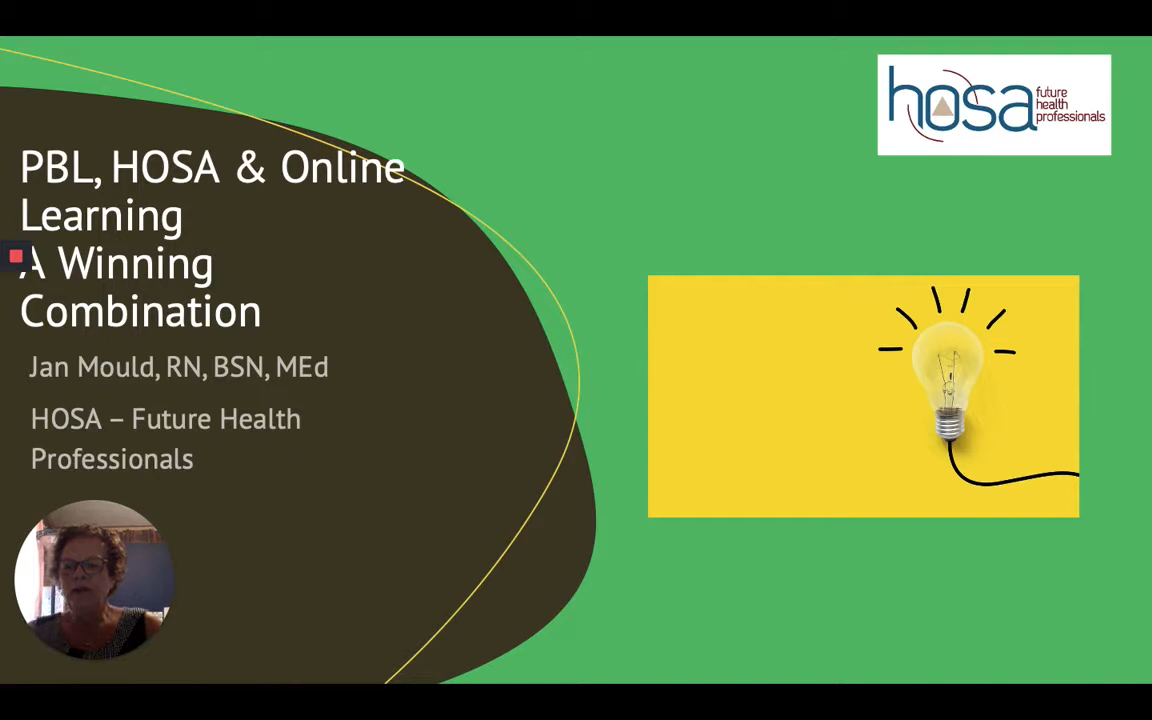 hosa future
health
professionals
PBL, HOSA & Online
Learning
A Winning
Combination
Jan Mould, RN, BSN, MEd
HOSA – Future Health
Professionals